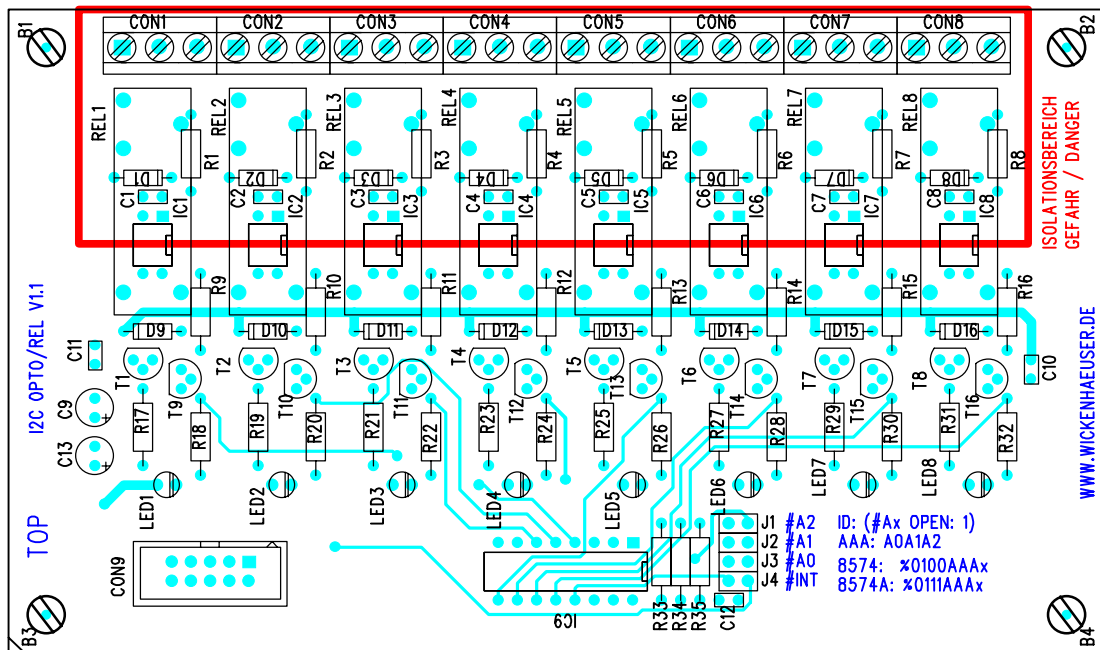 B1
CON1 CON2 CON3 CON4 CON5 CON6 CON7 CON8
B2
REL1 REL2 REL3 REL4 REL5 REL6 REL7 REL8
R1 R2 R3 R4 R5 R6 R7 R8
D1 D2 D3 D4 D5 D6 D7 D8
C1 C2 C3 C4 C5 C6 C7 C8
IC1 IC2 IC3 IC4 IC5 IC6 IC7 IC8
ISOLATIONSBEREICH
GEFAHR / DANGER
R9 R10 R11 R12 R13 R14 R15 R16
I2C OPTO/REL V1.1
D9 D10 D11 D12 D13 D14 D15 D16
C11
T1 T2 T3 T4 T5 T6 T7 T8
C10
T9 T10 T11 T12 T13 T14 T15 T16
C9 +
R17 R19 R21 R23 R25 R27 R29 R31
R18 R20 R22 R24 R26 R28 R30 R32
C13 +
WWW.WICKENHAEUSER.DE
LED1 LED2 LED3 LED4 LED5 LED6 LED7 LED8
TOP
J1 #A2 ID: (#Ax OPEN: 1)
J2 #A1 AAA: A0A1A2
J3 #A0 8574: %0100AAAx
J4 #INT 8574A: %0111AAAx
CON9
IC9
R33 R34 R35
C12
B3
B4